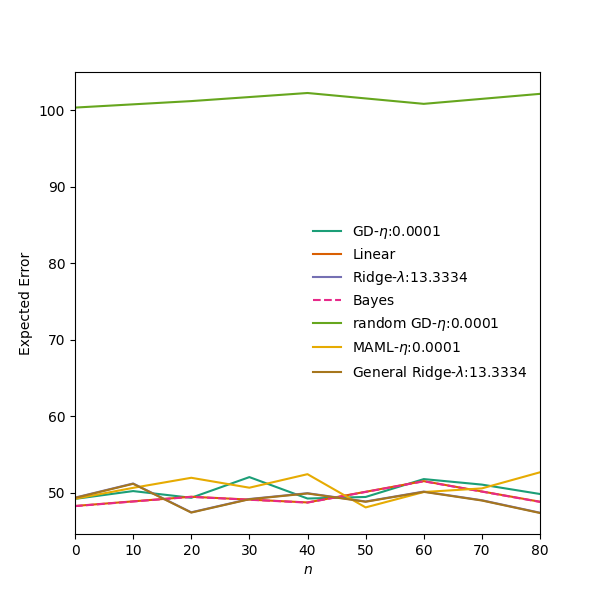 100
90
80
70
60
50
Expected Error
GD-η:0.0001
Linear
Ridge-λ:13.3334
Bayes
random GD-η:0.0001
MAML-η:0.0001
General Ridge-λ:13.3334
0 10 20 30 40 50 60 70 80
n